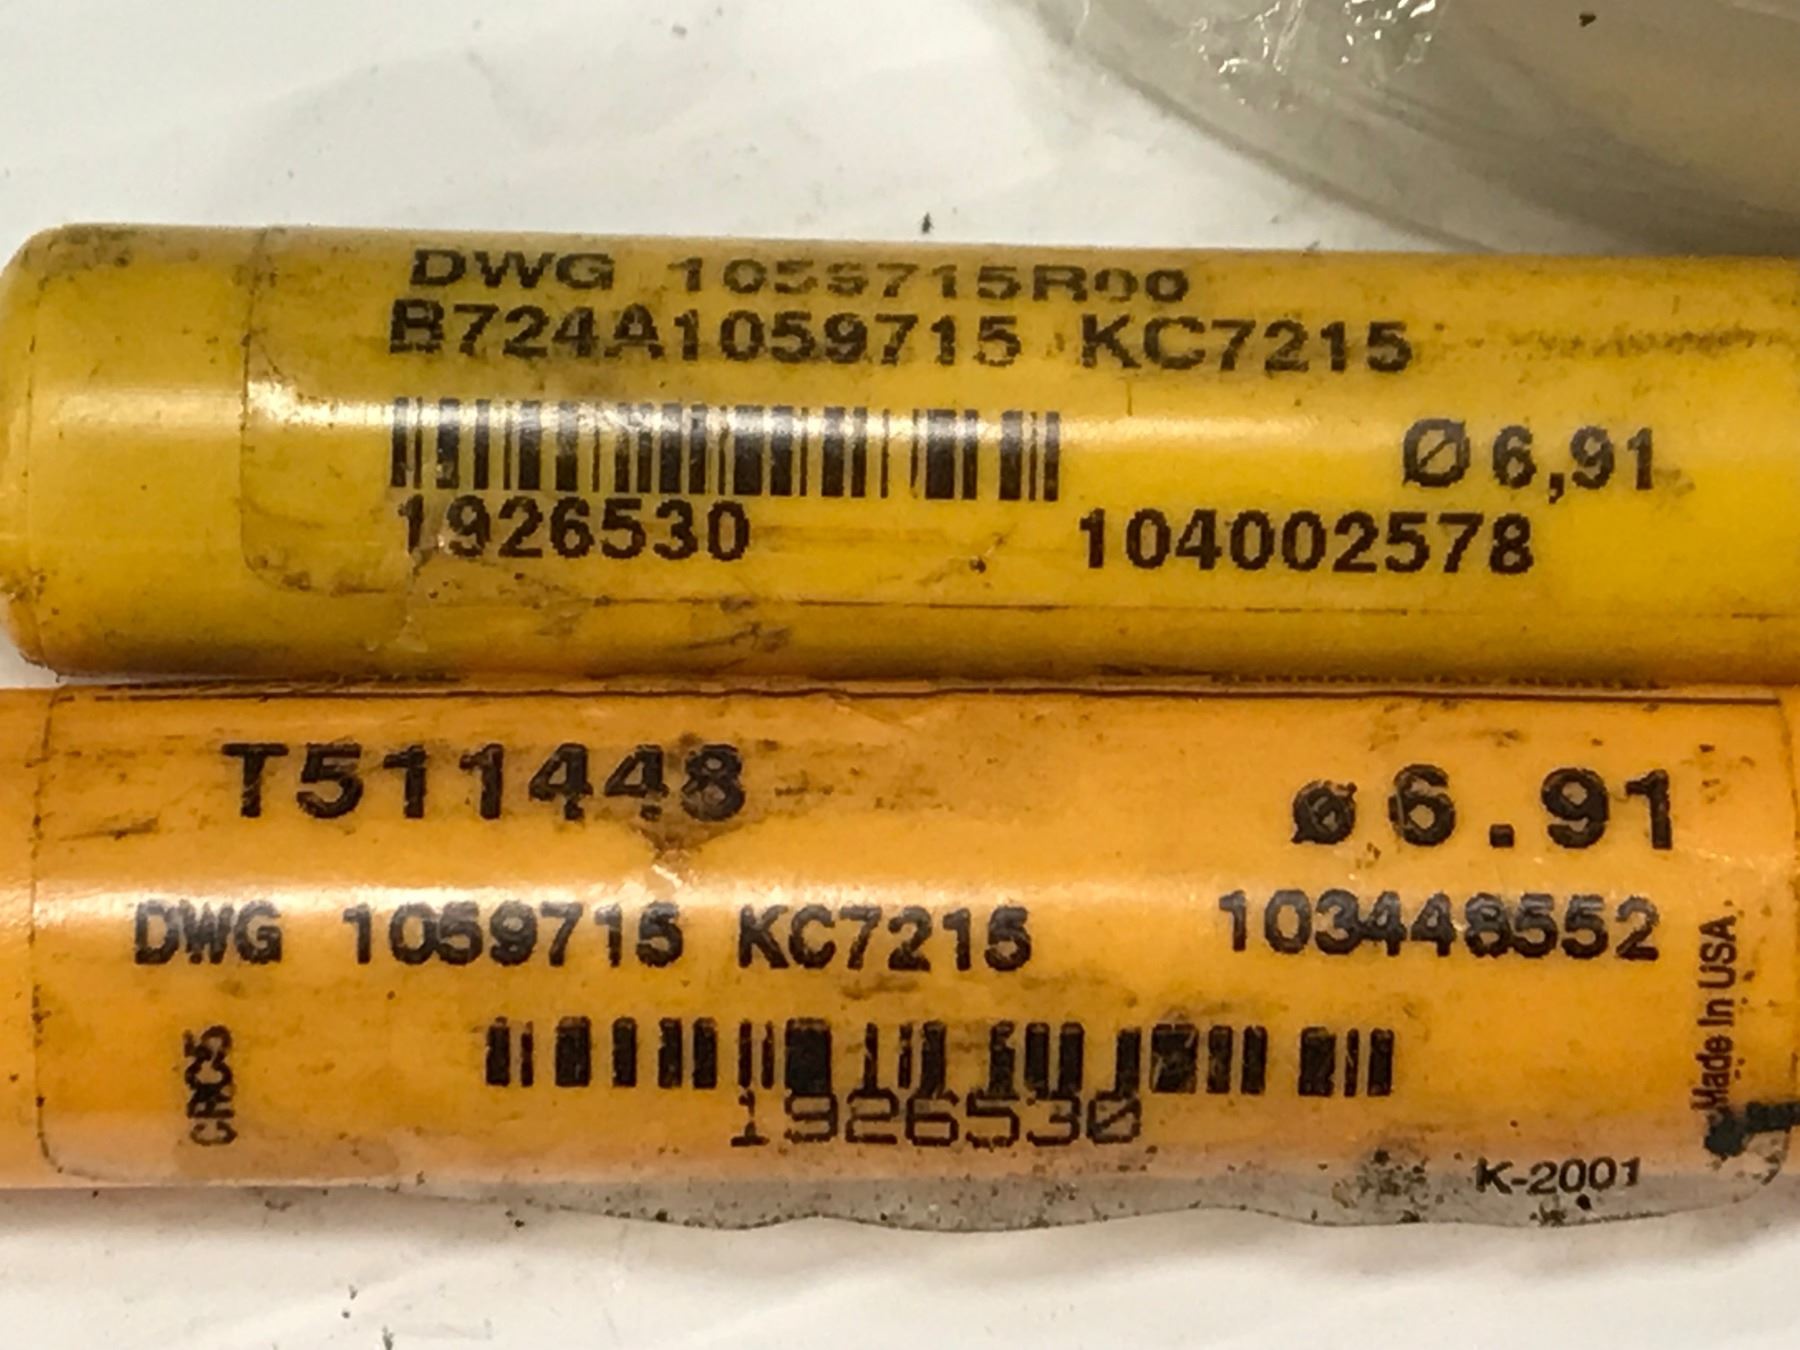 DWG 1059715R00
B724A1059715 KC7215
Ø 6,91
1926530 104002578
T511448 ø6.91
DWG 1059715 KC7215 103448552
CRC5
Made In USA
1926530
K-2001